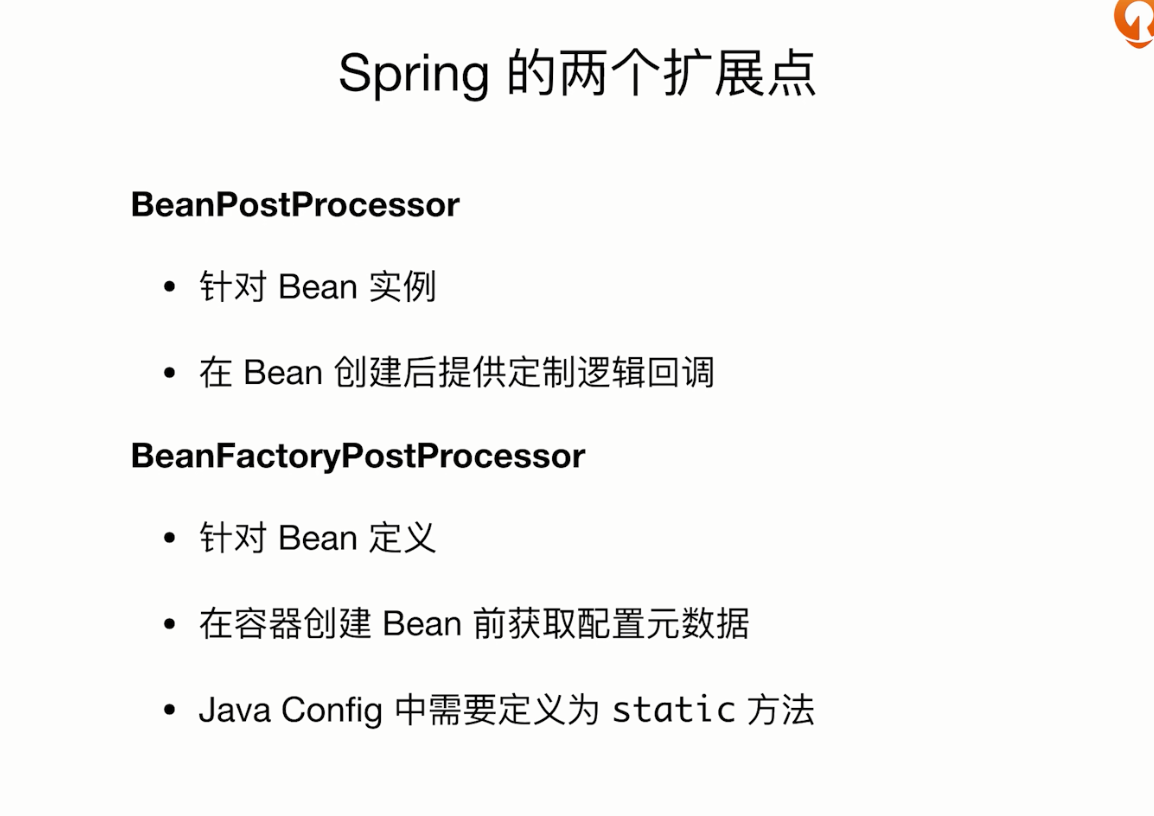 Spring 的两个扩展点
BeanPostProcessor
• 针对 Bean 实例
• 在 Bean 创建后提供定制逻辑回调
BeanFactoryPostProcessor
• 针对 Bean 定义
• 在容器创建 Bean 前获取配置元数据
• Java Config 中需要定义为 static 方法